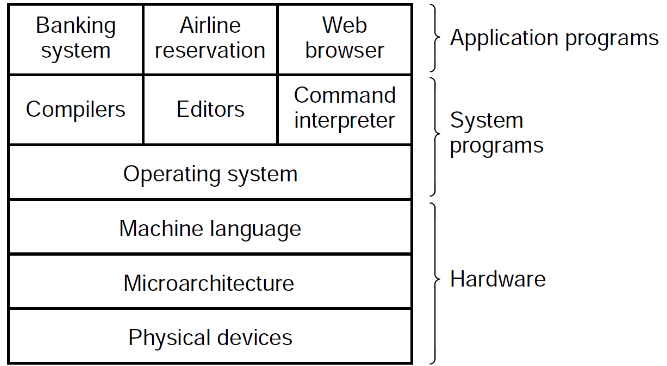 Banking
system
Airline
reservation
Web
browser
Application programs
Compilers
Editors
Command
interpreter
System
programs
Operating system
Machine language
Microarchitecture
Hardware
Physical devices